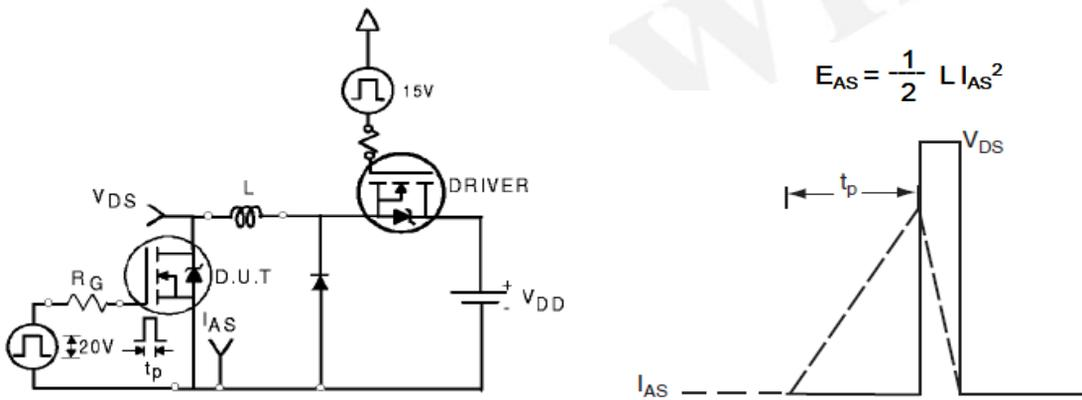 15V
DRIVER
L
VDS
RG
D.U.T
IAS
20V
tp
+
-
VDD
EAS = 1/2 L IAS²
VDS
tp
IAS